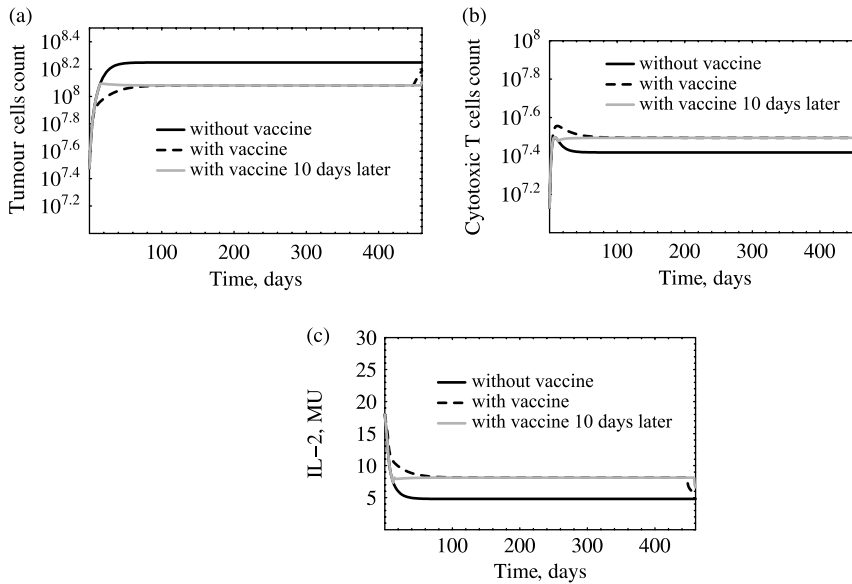 (a)
Tumour cells count
10^8.4
10^8.2
10^8
10^7.8
10^7.6
10^7.4
10^7.2
without vaccine
with vaccine
with vaccine 10 days later
100 200 300 400
Time, days
(b)
Cytotoxic T cells count
10^8
10^7.8
10^7.6
10^7.4
10^7.2
without vaccine
with vaccine
with vaccine 10 days later
100 200 300 400
Time, days
(c)
IL−2, MU
30
25
20
15
10
5
without vaccine
with vaccine
with vaccine 10 days later
100 200 300 400
Time, days